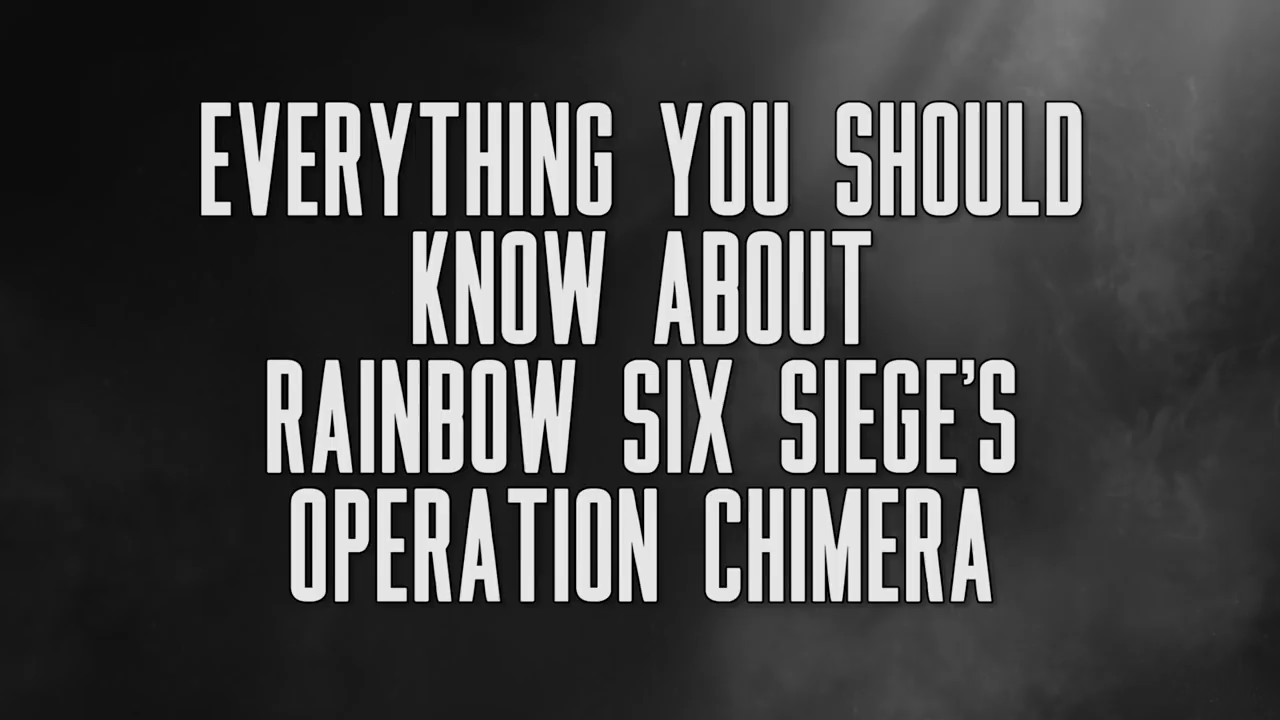 EVERYTHING YOU SHOULD
KNOW ABOUT
RAINBOW SIX SIEGE'S
OPERATION CHIMERA